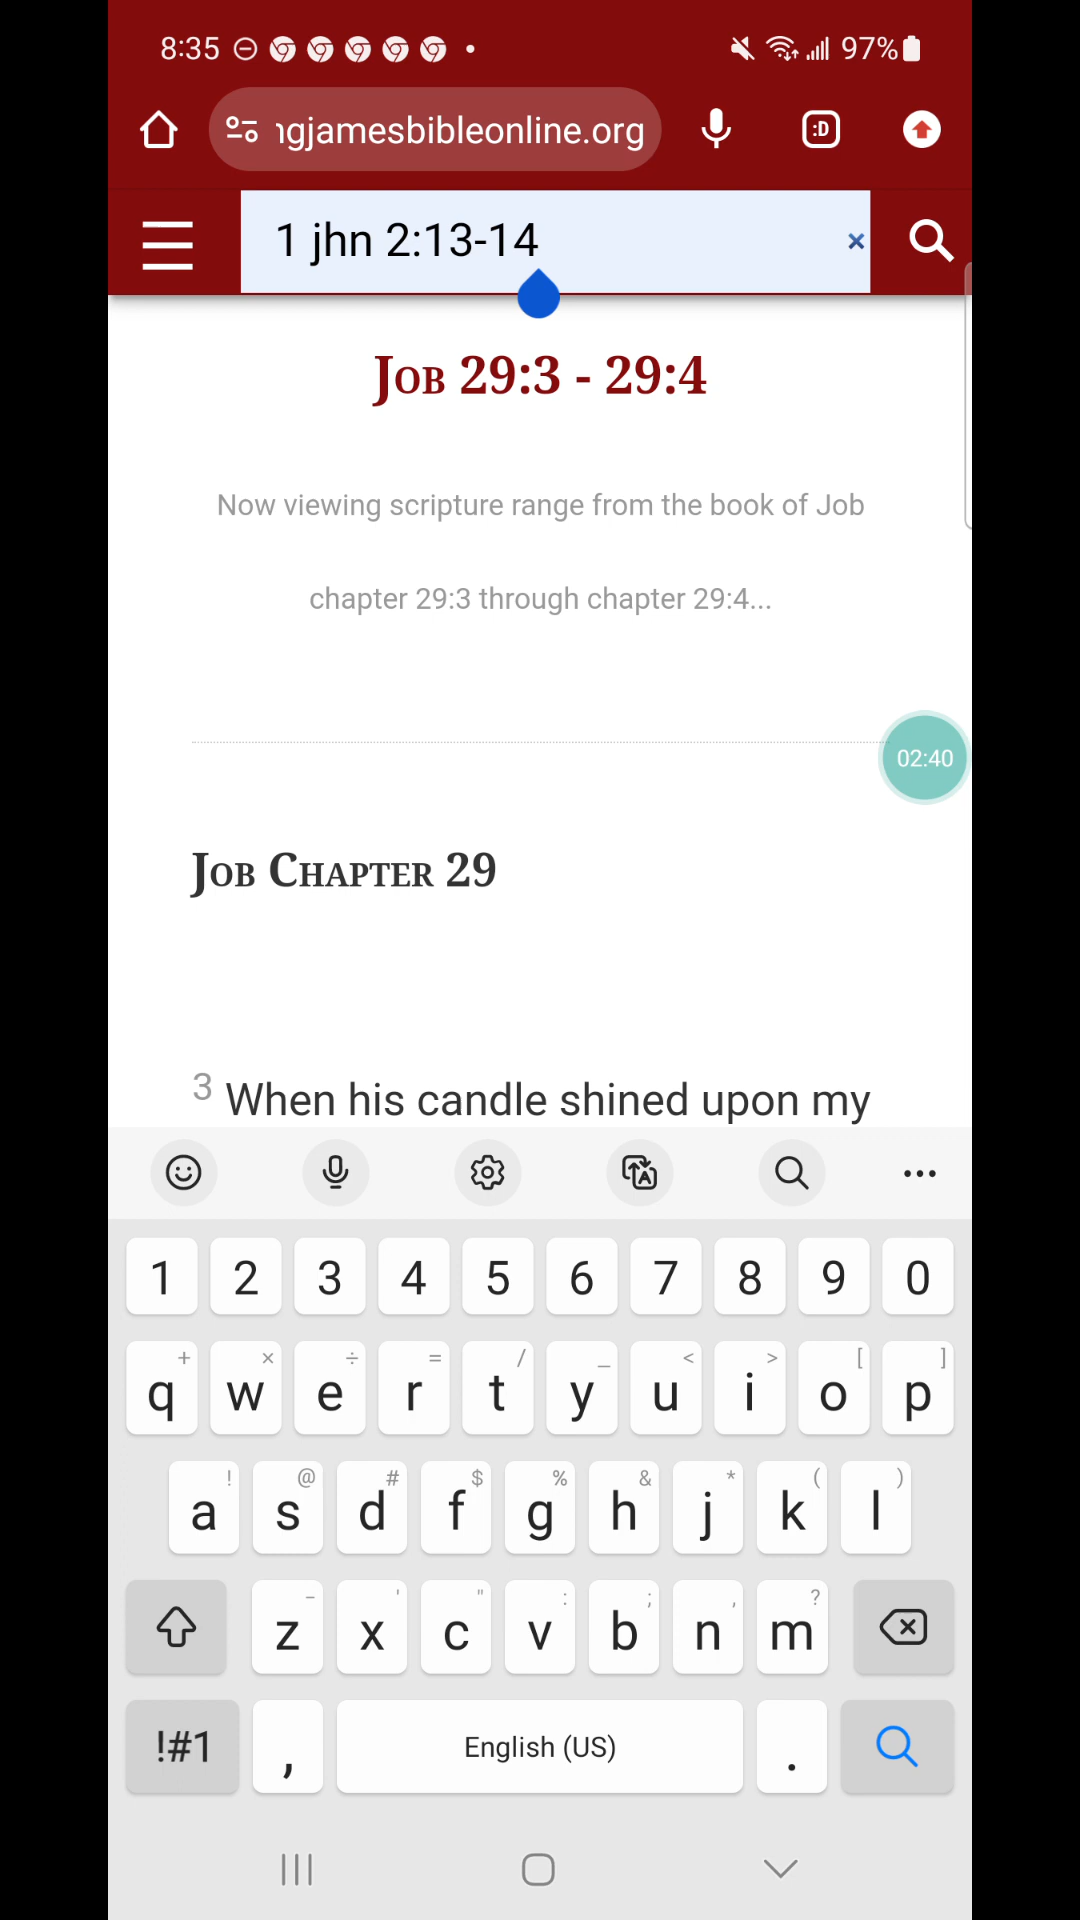 8:35
97%
ngjamesbibleonline.org
:D
1 jhn 2:13-14
×
Job 29:3 - 29:4
Now viewing scripture range from the book of Job
chapter 29:3 through chapter 29:4...
02:40
Job Chapter 29
3 When his candle shined upon my
1 2 3 4 5 6 7 8 9 0
+ × ÷ = / _ < > [ ]
q w e r t y u i o p
! @ # $ % & * ( )
a s d f g h j k l
- ' " : ; , ?
z x c v b n m
!#1 , English (US) .